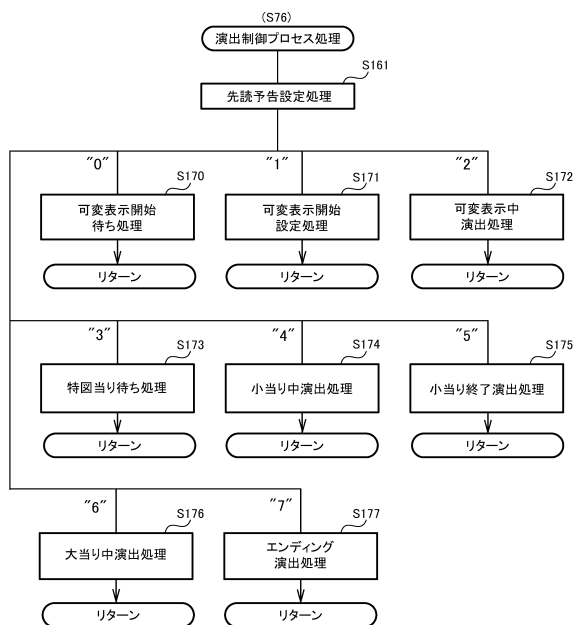 (S76)
演出制御プロセス処理
S161
先読予告設定処理
"0"
"1"
"2"
S170
S171
S172
可変表示開始
待ち処理
可変表示開始
設定処理
可変表示中
演出処理
リターン
リターン
リターン
"3"
"4"
"5"
S173
S174
S175
特図当り待ち処理
小当り中演出処理
小当り終了演出処理
リターン
リターン
リターン
"6"
"7"
S176
S177
大当り中演出処理
エンディング
演出処理
リターン
リターン